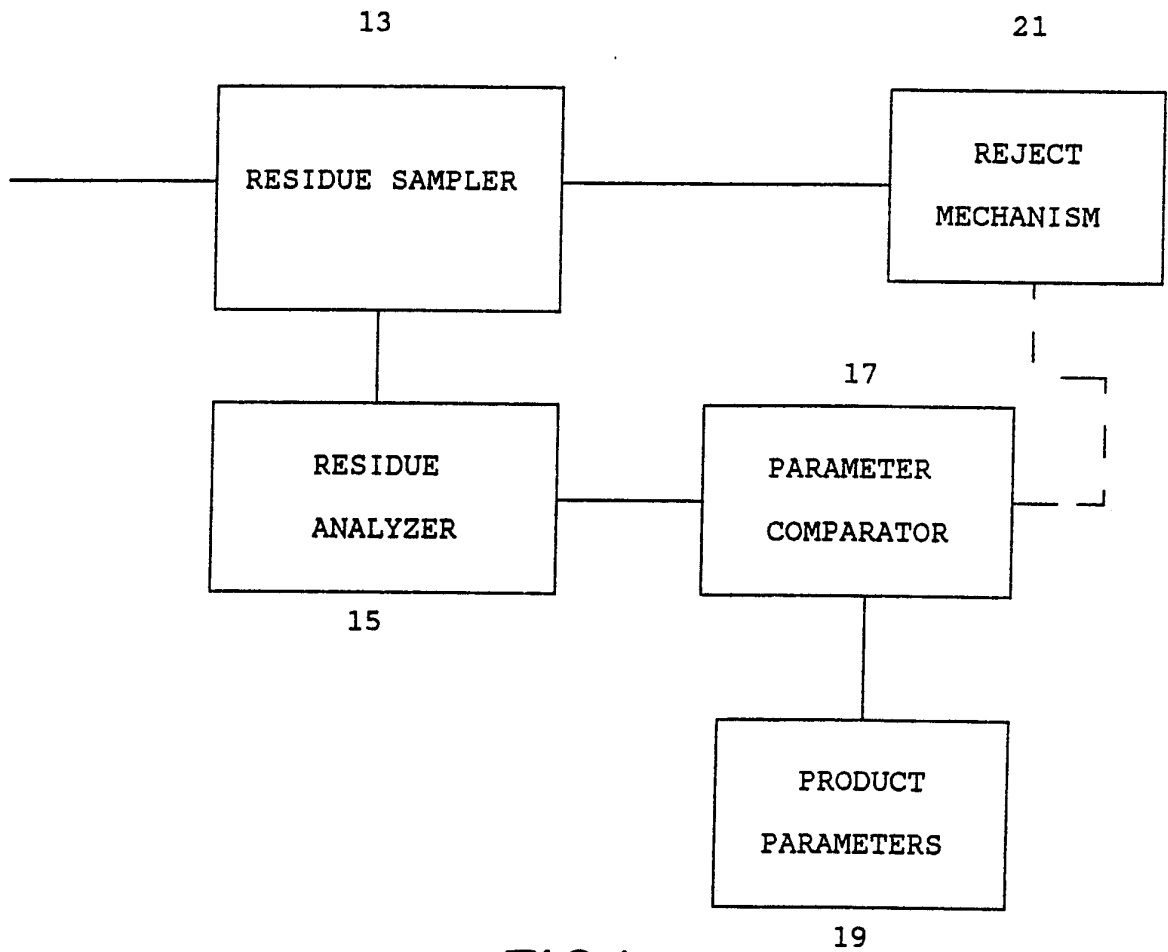 13
21
RESIDUE SAMPLER
REJECT
MECHANISM
17
RESIDUE
ANALYZER
PARAMETER
COMPARATOR
15
PRODUCT
PARAMETERS
19